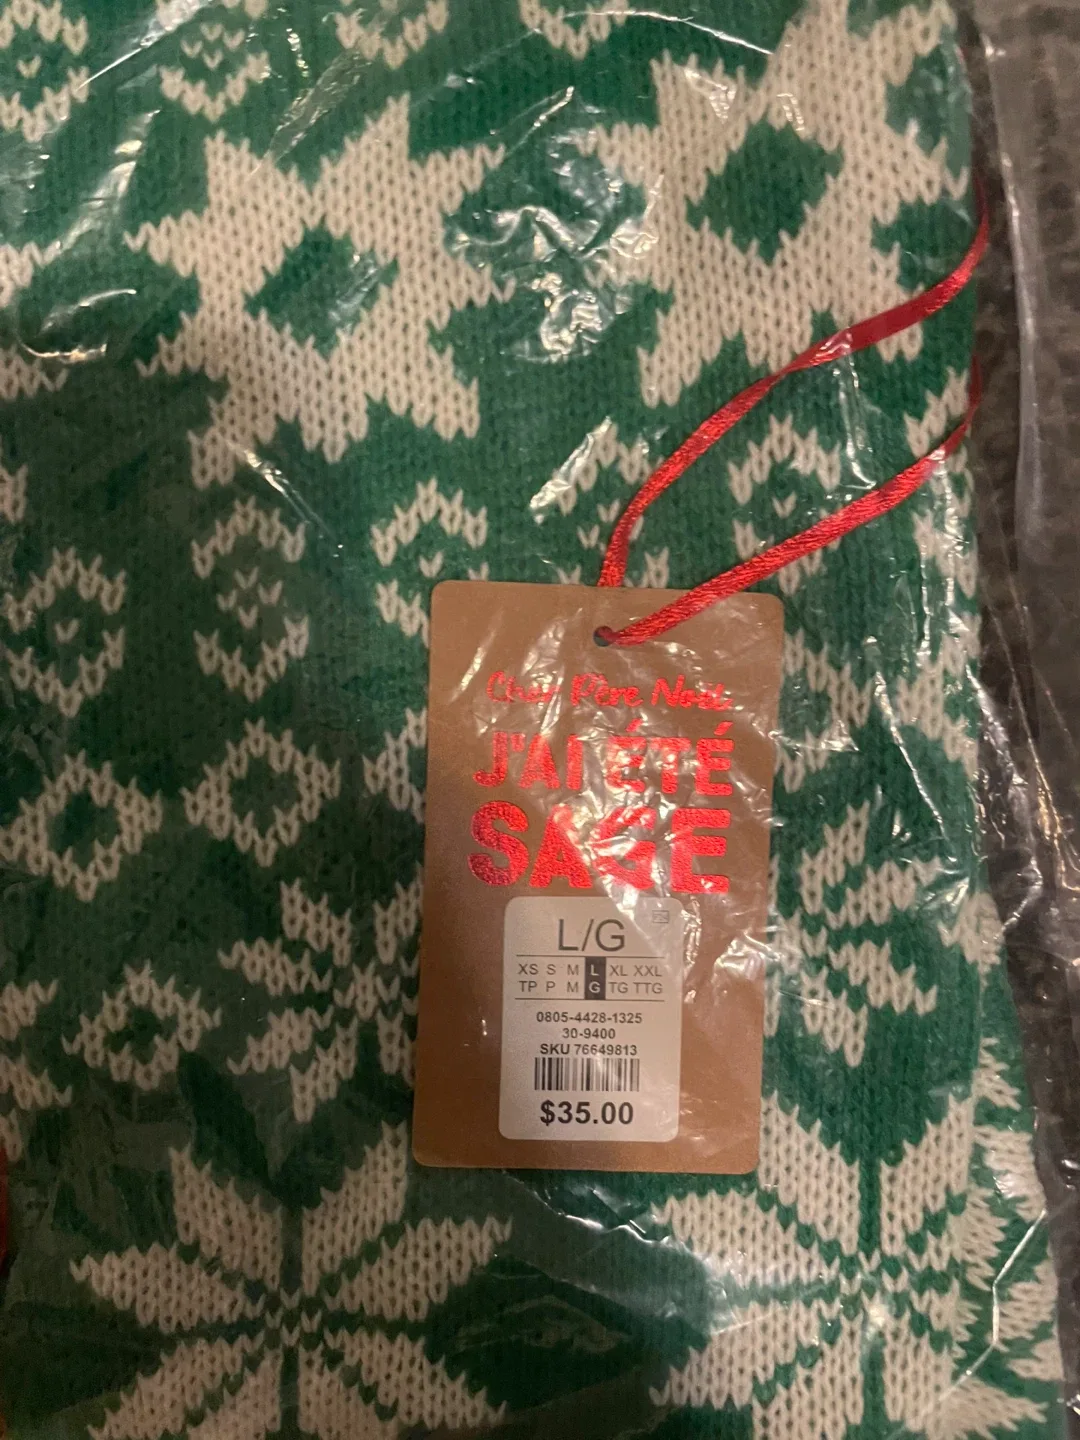 Cher Père Noël
J'AI ÉTÉ
SAGE
L/G
XS S M L XL XXL
TP P M G TG TTG
0805-4428-1325
30-9400
SKU 76649813
$35.00